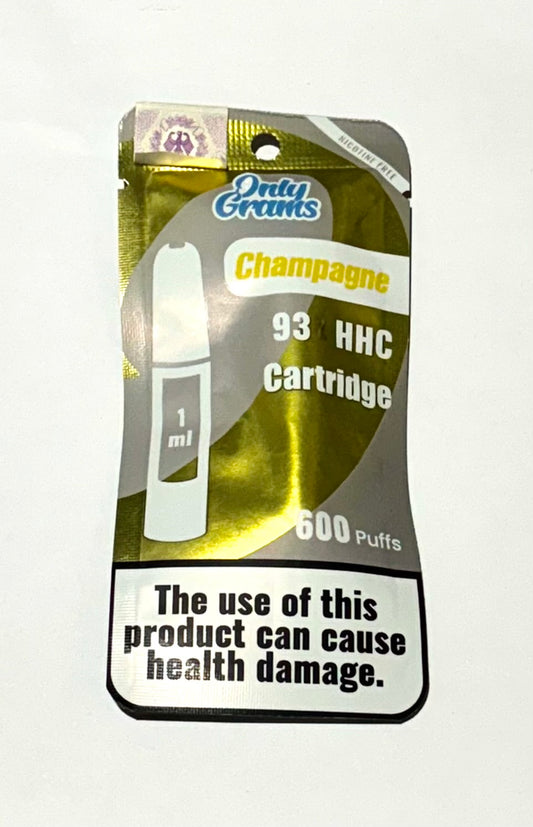 NICOTINE FREE
Only
Grams
Champagne
93 HHC
Cartridge
1
ml
600 Puffs
The use of this
product can cause
health damage.